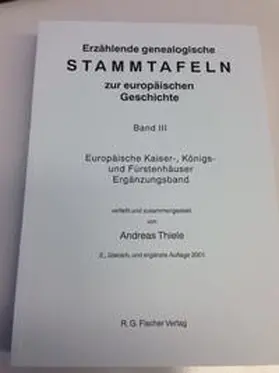 Erzählende genealogische
STAMMTAFELN
zur europäischen
Geschichte
Band III
Europäische Kaiser-, Königs-
und Fürstenhäuser
Ergänzungsband
verfaßt und zusammengestellt
von
Andreas Thiele
2., überarb. und ergänzte Auflage 2001
R. G. Fischer Verlag